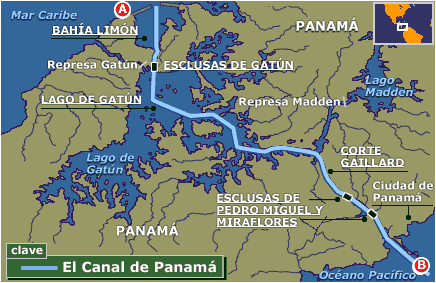 Mar Caribe
A
BAHÍA LIMÓN
PANAMÁ
Represa Gatún
ESCLUSAS DE GATÚN
Lago
Madden
LAGO DE GATÚN
Represa Madden
Lago de
Gatún
CORTE
GAILLARD
Ciudad de
Panamá
ESCLUSAS DE
PEDRO MIGUEL Y
MIRAFLORES
PANAMÁ
clave
El Canal de Panamá
B
Océano Pacífico